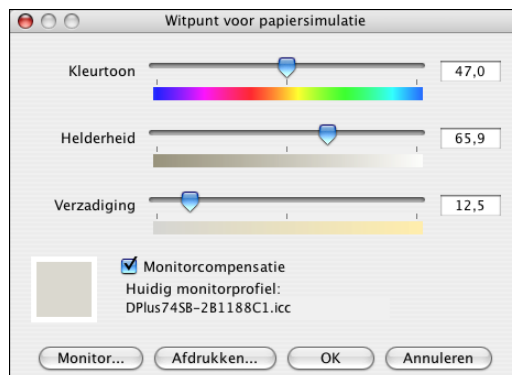 Witpunt voor papiersimulatie
Kleurtoon 47,0
Helderheid 65,9
Verzadiging 12,5
Monitorcompensatie
Huidig monitorprofiel:
DPlus74SB-2B1188C1.icc
Monitor... Afdrukken... OK Annuleren